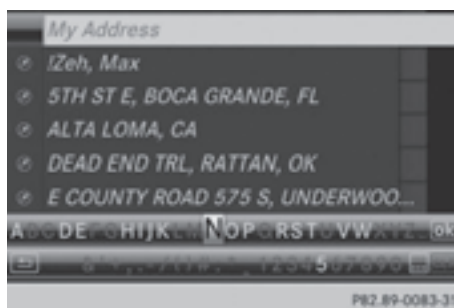 My Address
!Zeh, Max
5TH ST E, BOCA GRANDE, FL
ALTA LOMA, CA
DEAD END TRL, RATTAN, OK
E COUNTY ROAD 575 S, UNDERWOO...
A DE HIJK N OP RST VW ok
5
P82.89-0083-31